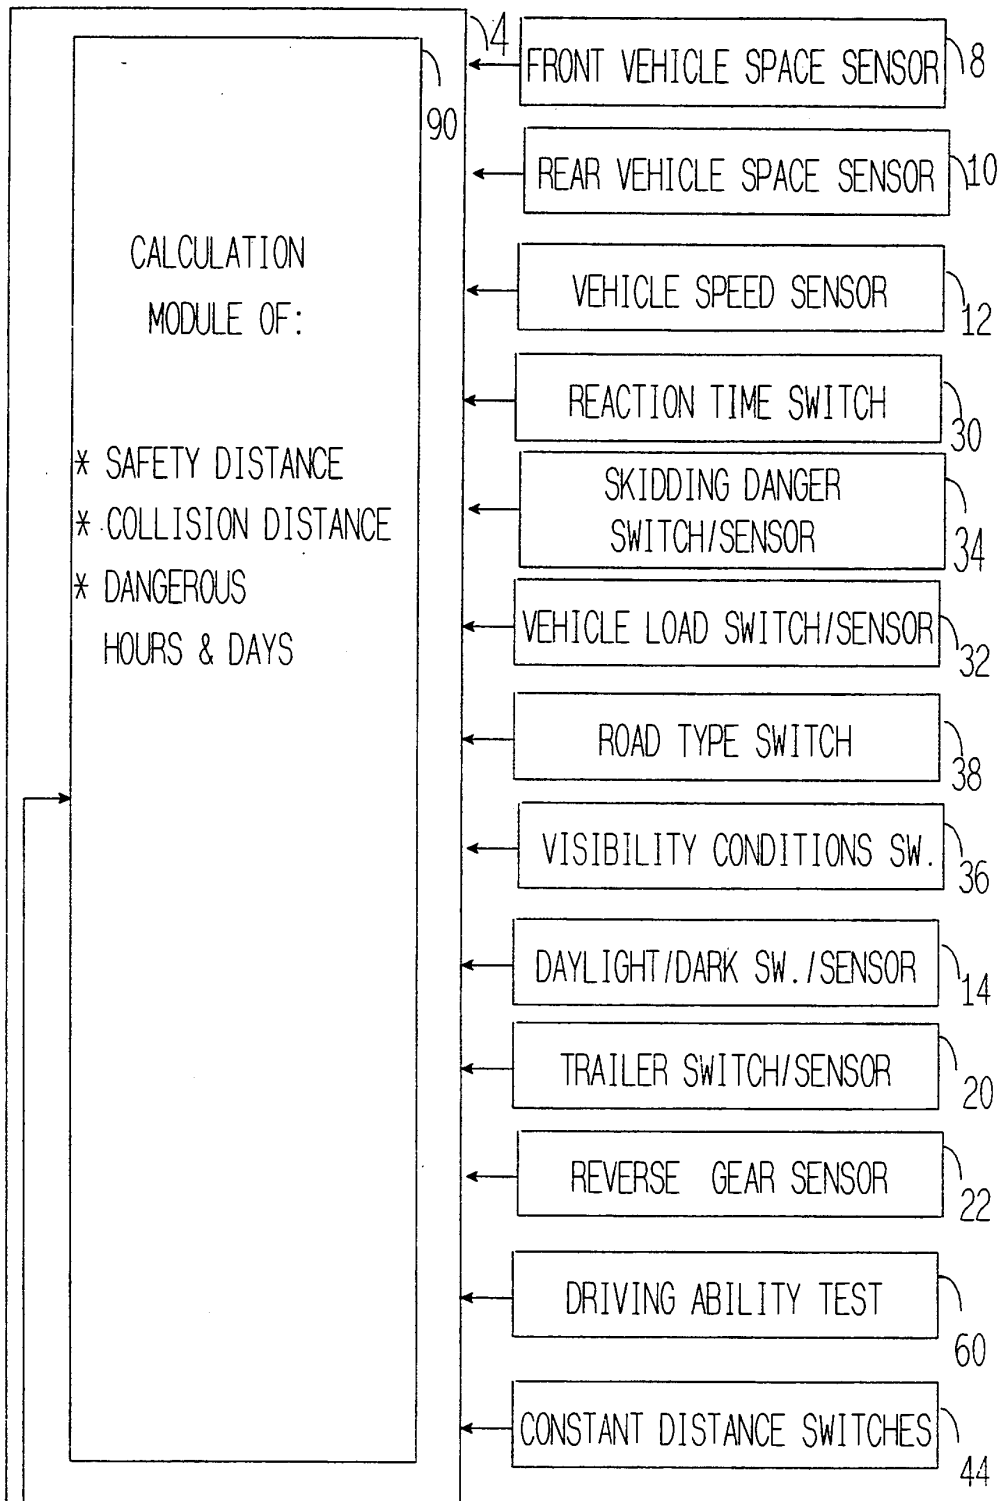 4
FRONT VEHICLE SPACE SENSOR
8
90
REAR VEHICLE SPACE SENSOR
10
CALCULATION
MODULE OF:
* SAFETY DISTANCE
* COLLISION DISTANCE
* DANGEROUS
HOURS & DAYS
VEHICLE SPEED SENSOR
12
REACTION TIME SWITCH
30
SKIDDING DANGER
SWITCH/SENSOR
34
VEHICLE LOAD SWITCH/SENSOR
32
ROAD TYPE SWITCH
38
VISIBILITY CONDITIONS SW.
36
DAYLIGHT/DARK SW./SENSOR
14
TRAILER SWITCH/SENSOR
20
REVERSE GEAR SENSOR
22
DRIVING ABILITY TEST
60
CONSTANT DISTANCE SWITCHES
44